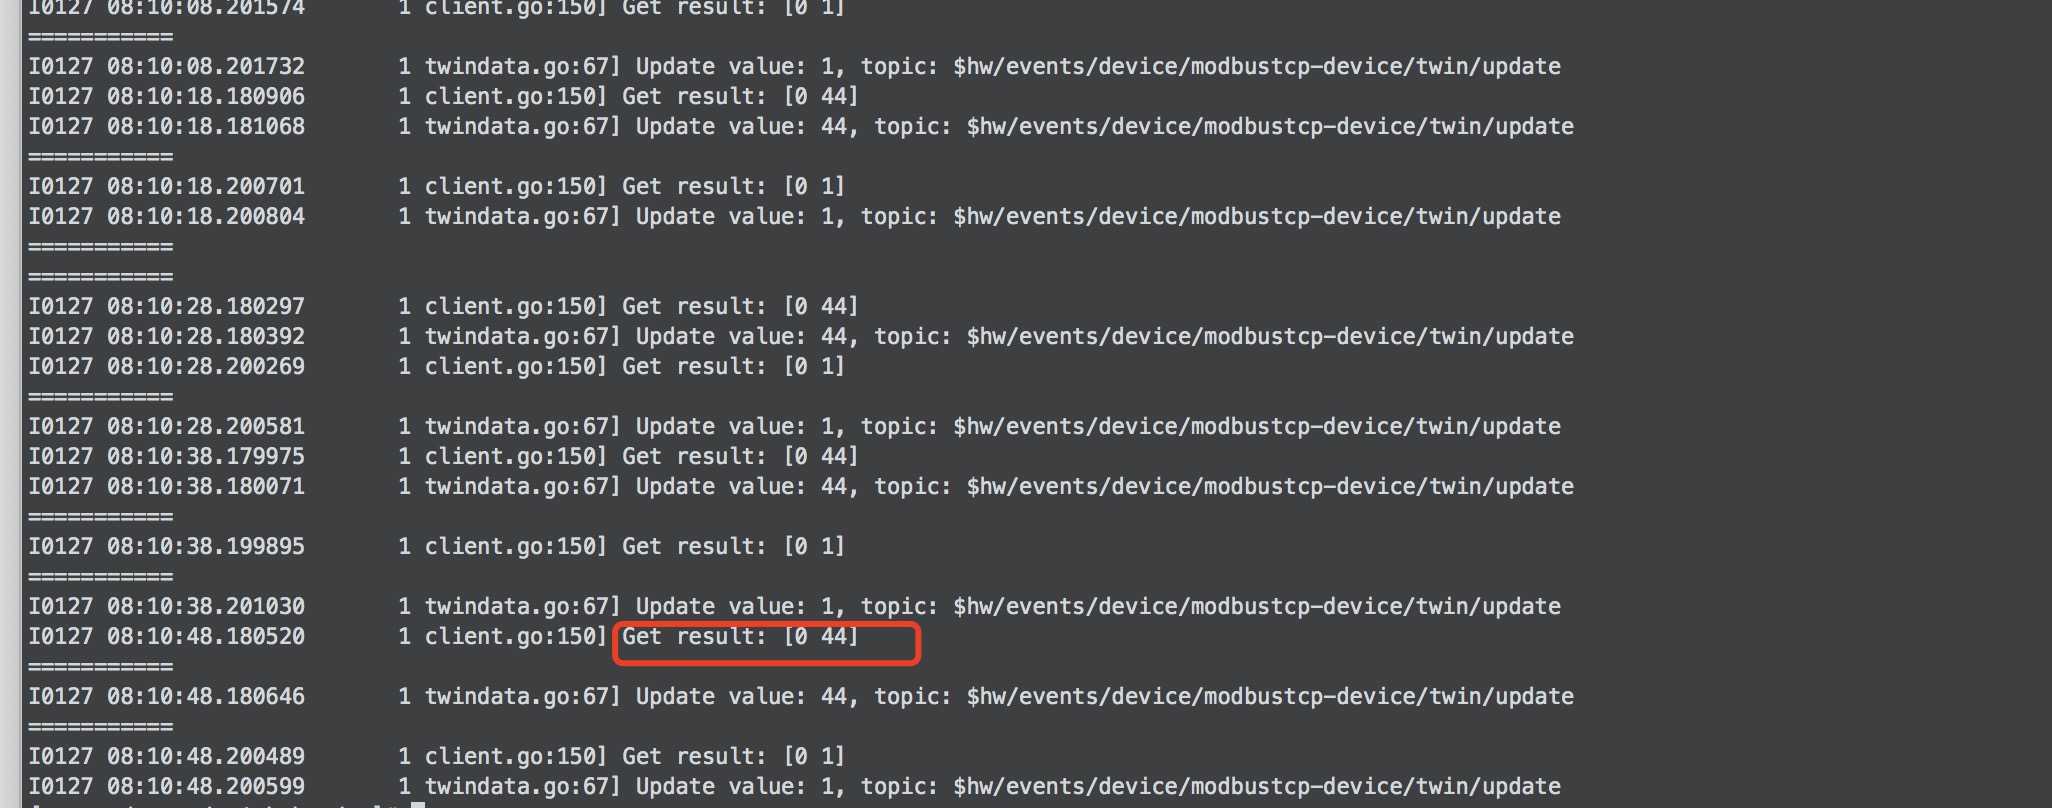 I0127 08:10:08.201574       1 client.go:150] Get result: [0 1]
===========
I0127 08:10:08.201732       1 twindata.go:67] Update value: 1, topic: $hw/events/device/modbustcp-device/twin/update
I0127 08:10:18.180906       1 client.go:150] Get result: [0 44]
I0127 08:10:18.181068       1 twindata.go:67] Update value: 44, topic: $hw/events/device/modbustcp-device/twin/update
===========
I0127 08:10:18.200701       1 client.go:150] Get result: [0 1]
I0127 08:10:18.200804       1 twindata.go:67] Update value: 1, topic: $hw/events/device/modbustcp-device/twin/update
===========
===========
I0127 08:10:28.180297       1 client.go:150] Get result: [0 44]
I0127 08:10:28.180392       1 twindata.go:67] Update value: 44, topic: $hw/events/device/modbustcp-device/twin/update
I0127 08:10:28.200269       1 client.go:150] Get result: [0 1]
===========
I0127 08:10:28.200581       1 twindata.go:67] Update value: 1, topic: $hw/events/device/modbustcp-device/twin/update
I0127 08:10:38.179975       1 client.go:150] Get result: [0 44]
I0127 08:10:38.180071       1 twindata.go:67] Update value: 44, topic: $hw/events/device/modbustcp-device/twin/update
===========
I0127 08:10:38.199895       1 client.go:150] Get result: [0 1]
===========
I0127 08:10:38.201030       1 twindata.go:67] Update value: 1, topic: $hw/events/device/modbustcp-device/twin/update
I0127 08:10:48.180520       1 client.go:150] Get result: [0 44]
===========
I0127 08:10:48.180646       1 twindata.go:67] Update value: 44, topic: $hw/events/device/modbustcp-device/twin/update
===========
I0127 08:10:48.200489       1 client.go:150] Get result: [0 1]
I0127 08:10:48.200599       1 twindata.go:67] Update value: 1, topic: $hw/events/device/modbustcp-device/twin/update